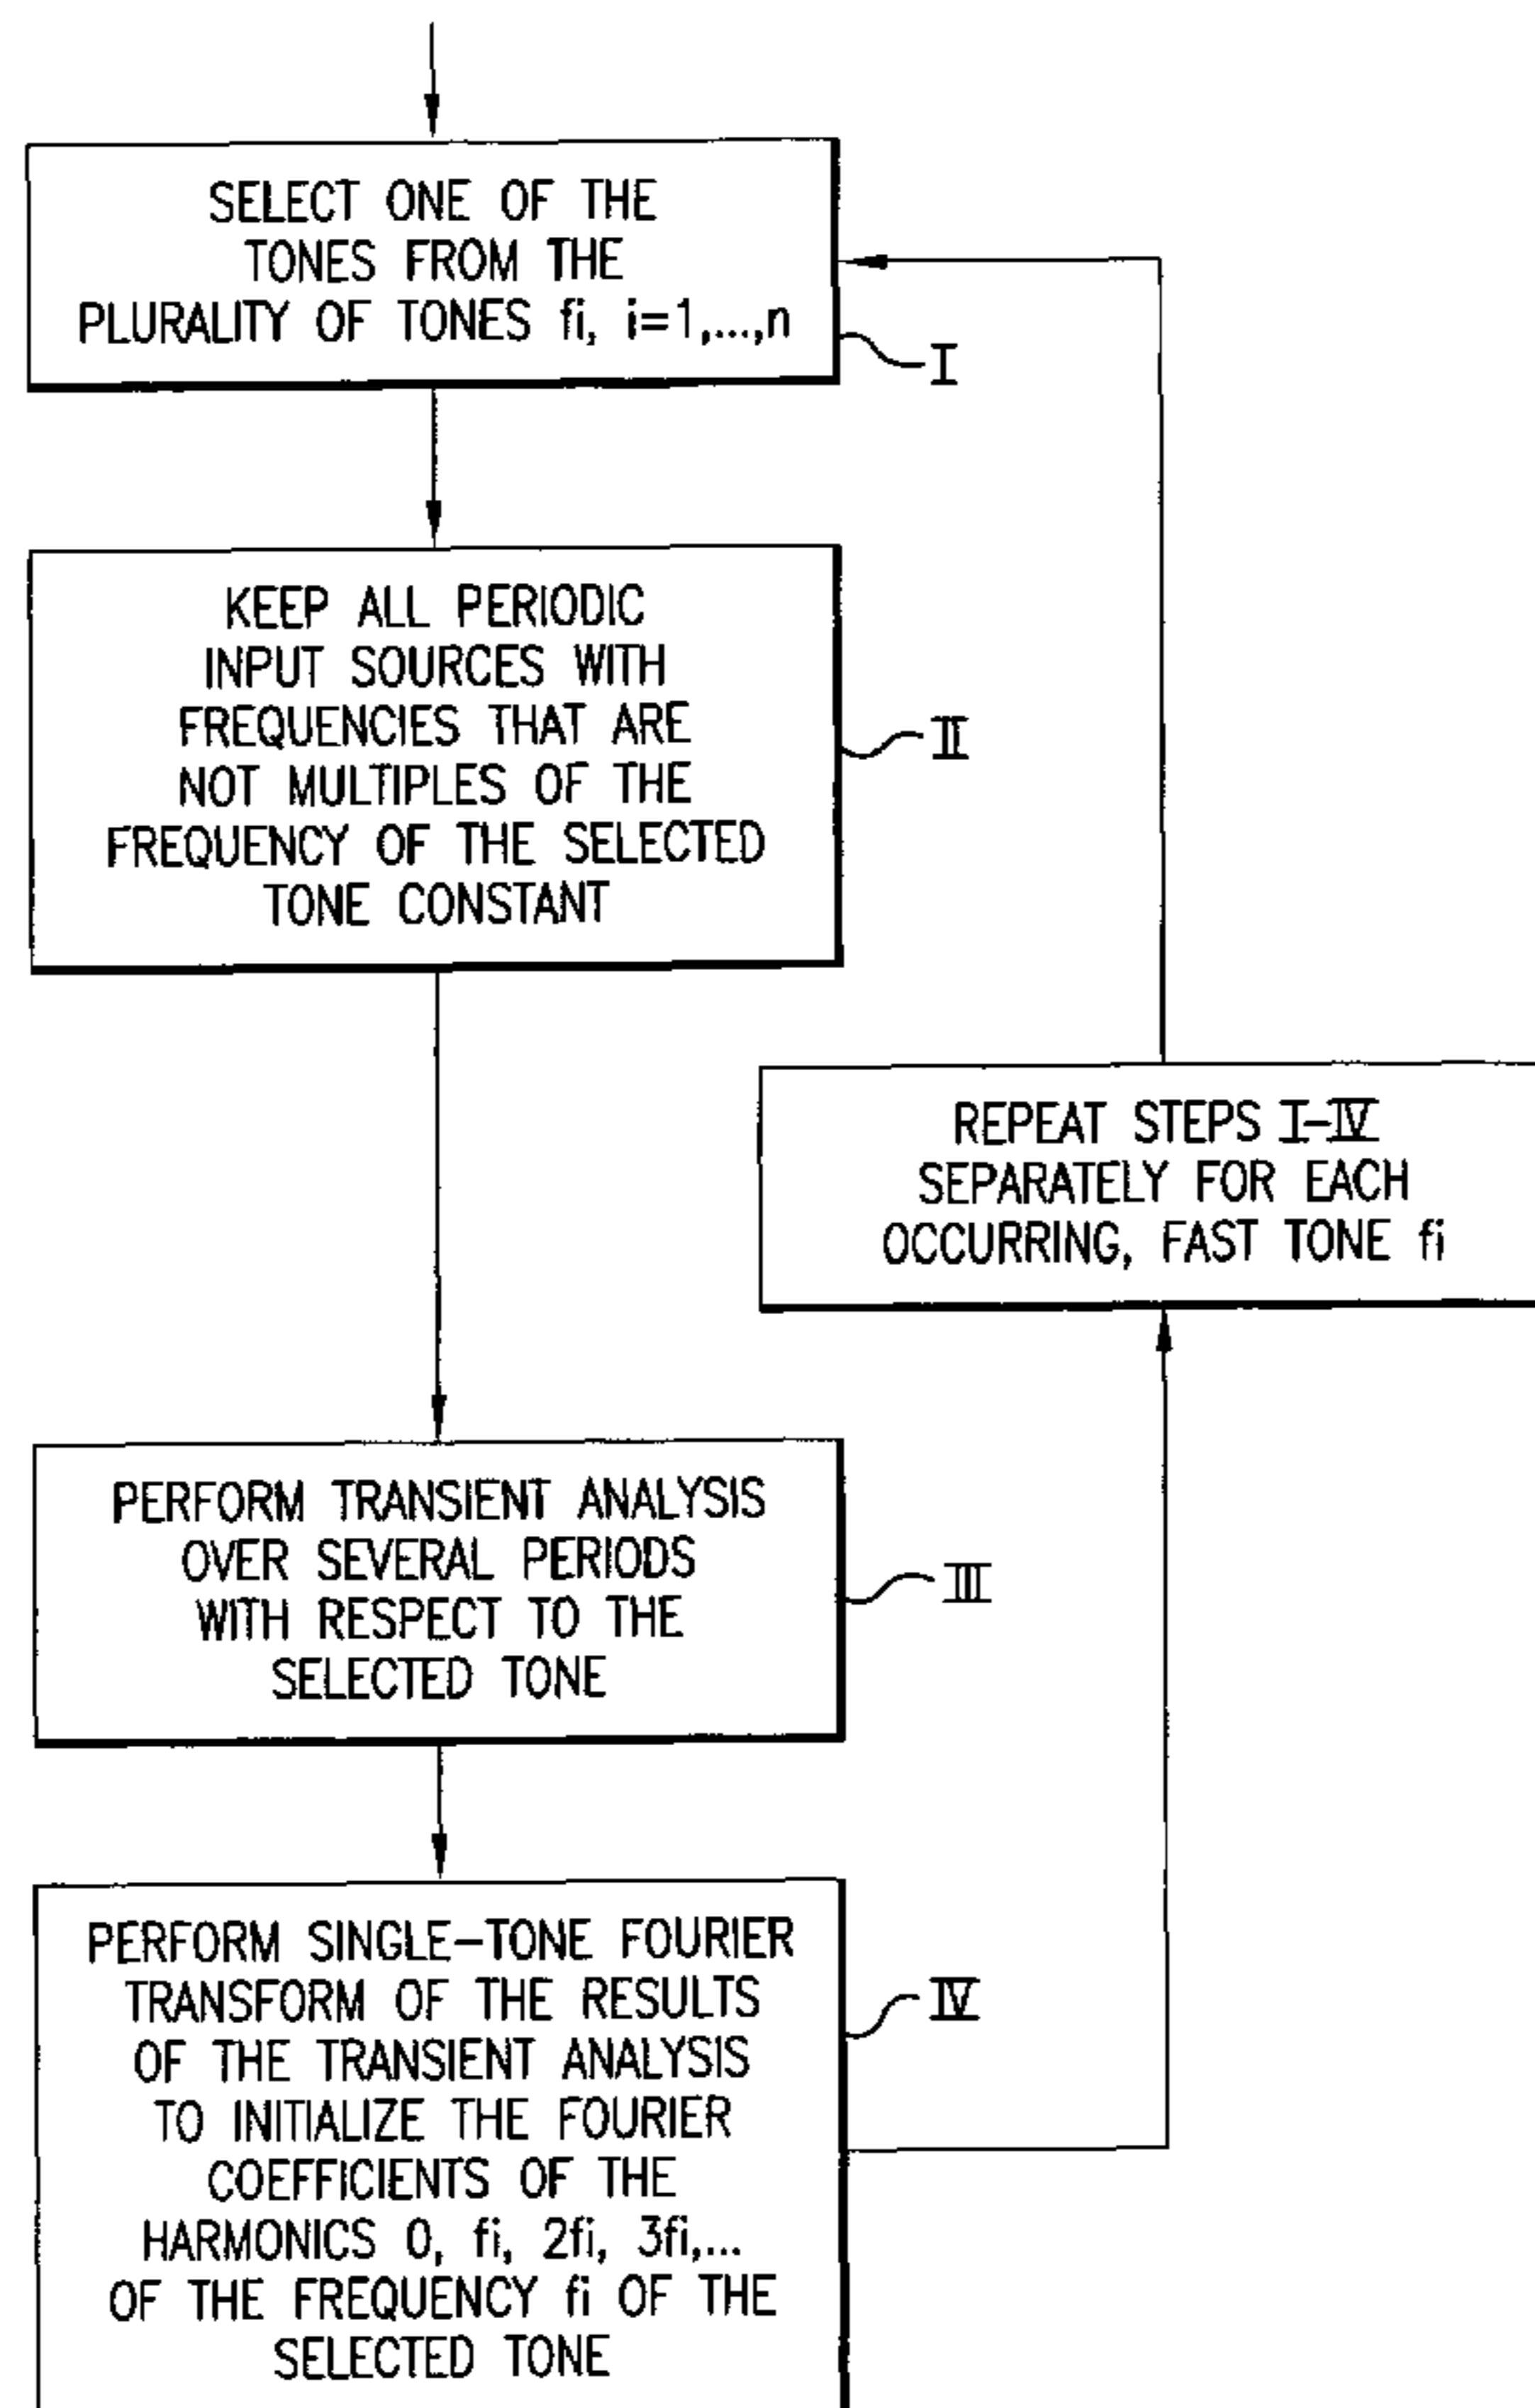 SELECT ONE OF THE
TONES FROM THE
PLURALITY OF TONES fi, i=1,...,n
I
KEEP ALL PERIODIC
INPUT SOURCES WITH
FREQUENCIES THAT ARE
NOT MULTIPLES OF THE
FREQUENCY OF THE SELECTED
TONE CONSTANT
II
REPEAT STEPS I-IV
SEPARATELY FOR EACH
OCCURRING, FAST TONE fi
PERFORM TRANSIENT ANALYSIS
OVER SEVERAL PERIODS
WITH RESPECT TO THE
SELECTED TONE
III
PERFORM SINGLE-TONE FOURIER
TRANSFORM OF THE RESULTS
OF THE TRANSIENT ANALYSIS
TO INITIALIZE THE FOURIER
COEFFICIENTS OF THE
HARMONICS 0, fi, 2fi, 3fi,...
OF THE FREQUENCY fi OF THE
SELECTED TONE
IV